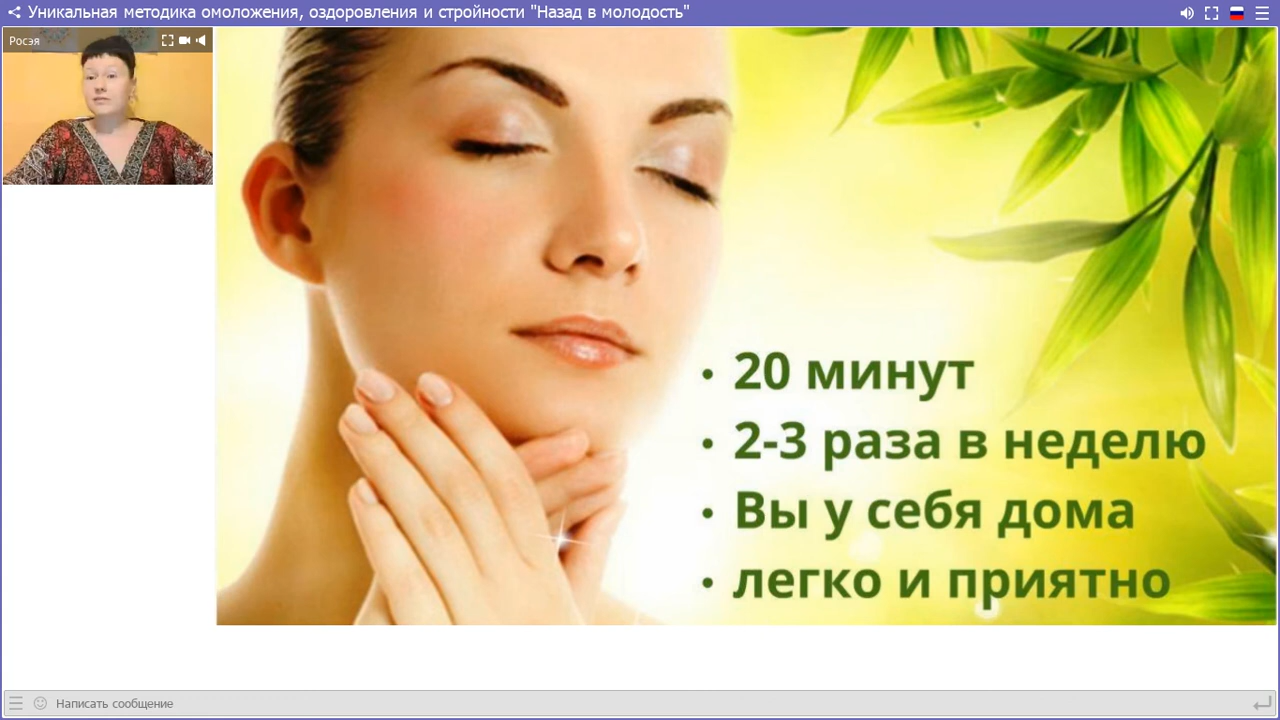 Уникальная методика омоложения, оздоровления и стройности "Назад в молодость"
Росэя
• 20 минут
• 2-3 раза в неделю
• Вы у себя дома
• легко и приятно
Написать сообщение